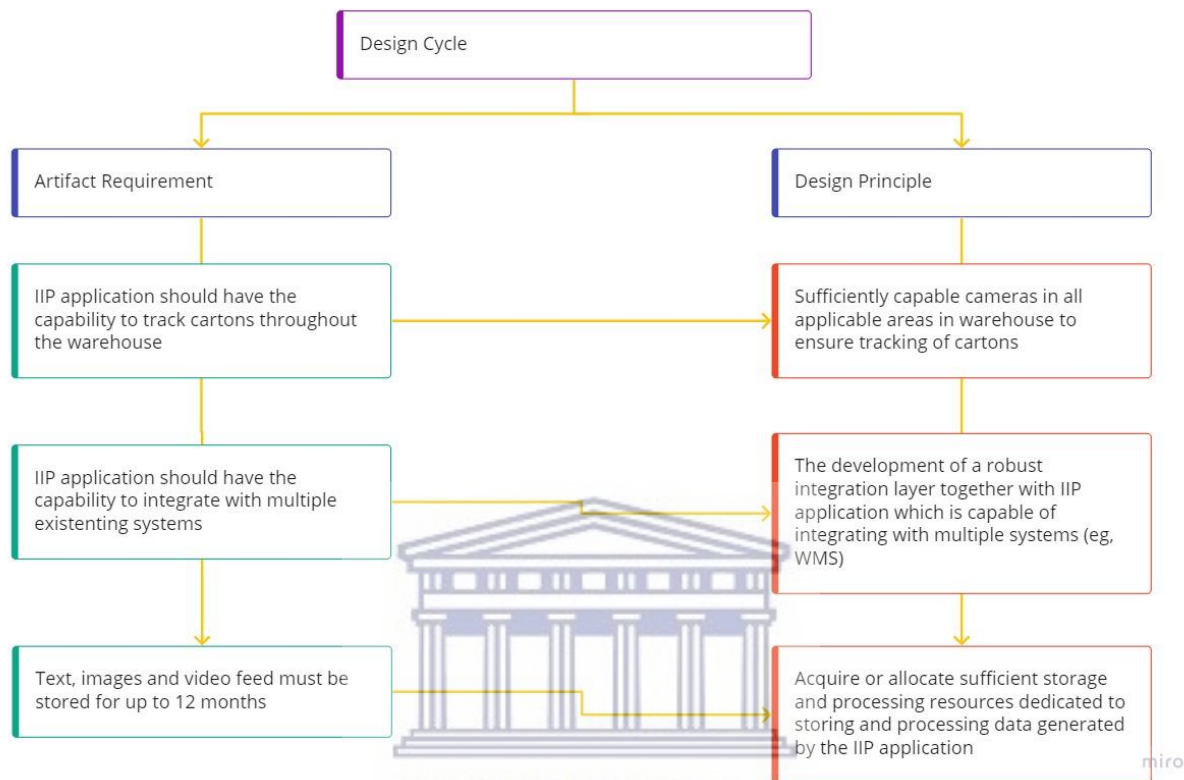 Design Cycle
Artifact Requirement
Design Principle
IIP application should have the
capability to track cartons throughout
the warehouse
Sufficiently capable cameras in all
applicable areas in warehouse to
ensure tracking of cartons
IIP application should have the
capability to integrate with multiple
existenting systems
The development of a robust
integration layer together with IIP
application which is capable of
integrating with multiple systems (eg,
WMS)
Text, images and video feed must be
stored for up to 12 months
Acquire or allocate sufficient storage
and processing resources dedicated to
storing and processing data generated
by the IIP application
miro